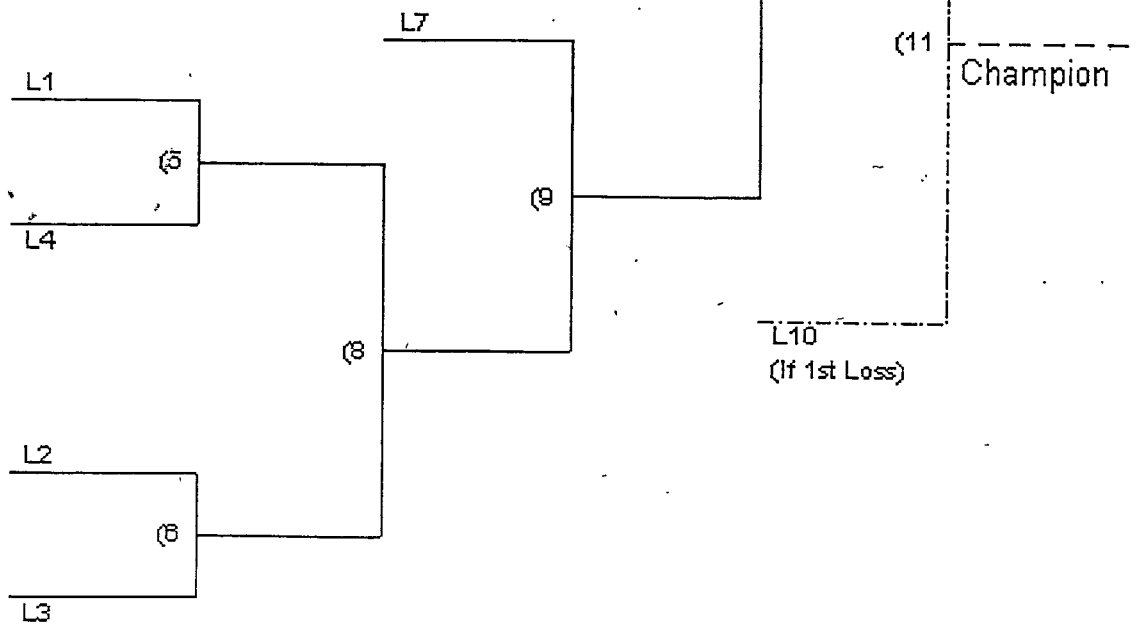 L7
(11
Champion
L1
(5
L4
(9
L10
(If 1st Loss)
(8
L2
(6
L3